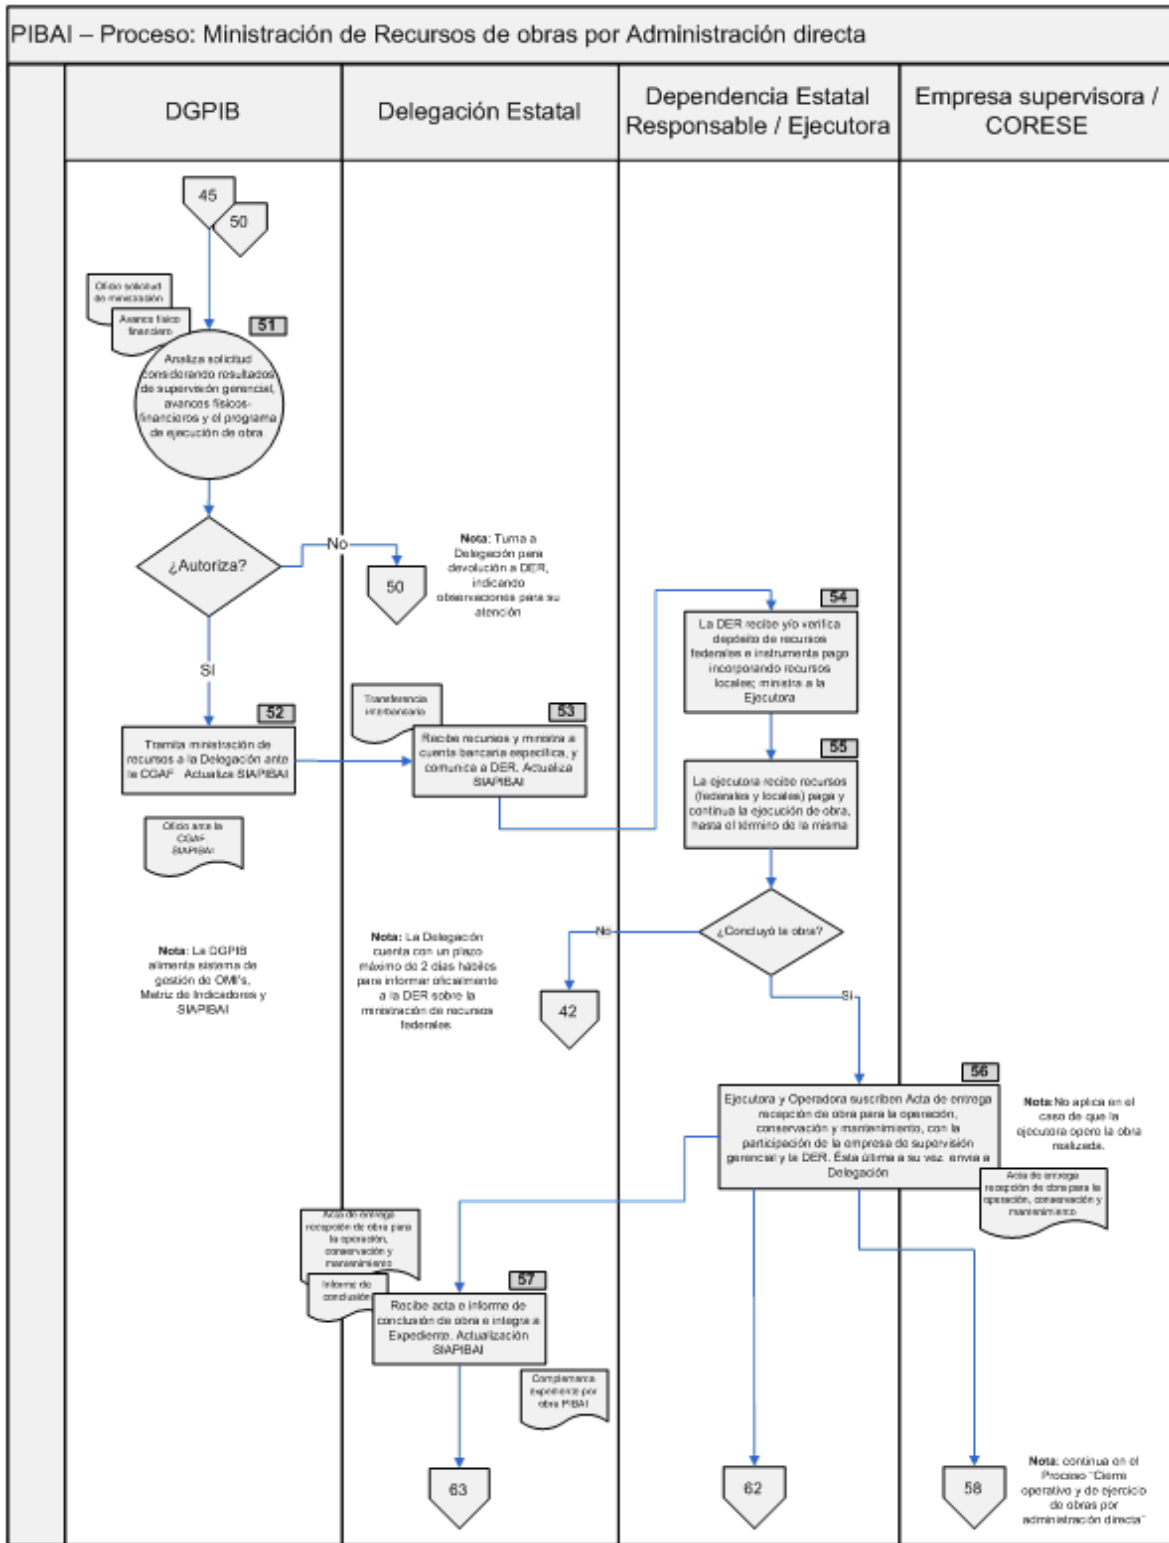 PIBAI – Proceso: Ministración de Recursos de obras por Administración directa
DGPIB
Delegación Estatal
Dependencia Estatal
Responsable / Ejecutora
Empresa supervisora /
CORESE
45
50
Oficio solicitud
de ministración
Avance físico
financiero
51
Analiza solicitud
considerando resultados
de supervisión gerencial,
avances físicos-
financieros y el programa
de ejecución de obra
¿Autoriza?
No
50
Nota: Turna a
Delegación para
devolución a DER,
indicando
observaciones para su
atención
SI
52
Tramita ministración de
recursos a la Delegación ante
la CGAF Actualiza SIAPIBAI
Oficio ante la
CGAF
SIAPIBAI
Nota: La DGPIB
alimenta sistema de
gestión de OMI's,
Matriz de Indicadores y
SIAPIBAI
Transferencia
interbancaria
53
Recibe recursos y ministra a
cuenta bancaria específica, y
comunica a DER. Actualiza
SIAPIBAI
Nota: La Delegación
cuenta con un plazo
máximo de 2 días hábiles
para informar oficialmente
a la DER sobre la
ministración de recursos
federales.
54
La DER recibe y/o verifica
depósito de recursos
federales e instrumenta pago
incorporando recursos
locales; ministra a la
Ejecutora
55
La ejecutora recibe recursos
(federales y locales) paga y
continua la ejecución de obra,
hasta el término de la misma
¿Concluyó la obra?
No
42
Si
56
Ejecutora y Operadora suscriben Acta de entrega
recepción de obra para la operación,
conservación y mantenimiento, con la
participación de la empresa de supervisión
gerencial y la DER. Ésta última a su vez envía a
Delegación
Nota: No aplica en el
caso de que la
ejecutora opere la obra
realizada.
Acta de entrega
recepción de obra para la
operación, conservación y
mantenimiento
Acta de entrega
recepción de obra para
la operación,
conservación y
mantenimiento
Informe de
conclusión
57
Recibe acta e informe de
conclusión de obra e integra a
Expediente. Actualización
SIAPIBAI
Complementa
expediente por
obra PIBAI
63
62
58
Nota: continua en el
Proceso "Cierre
operativo y de ejercicio
de obras por
administración directa"